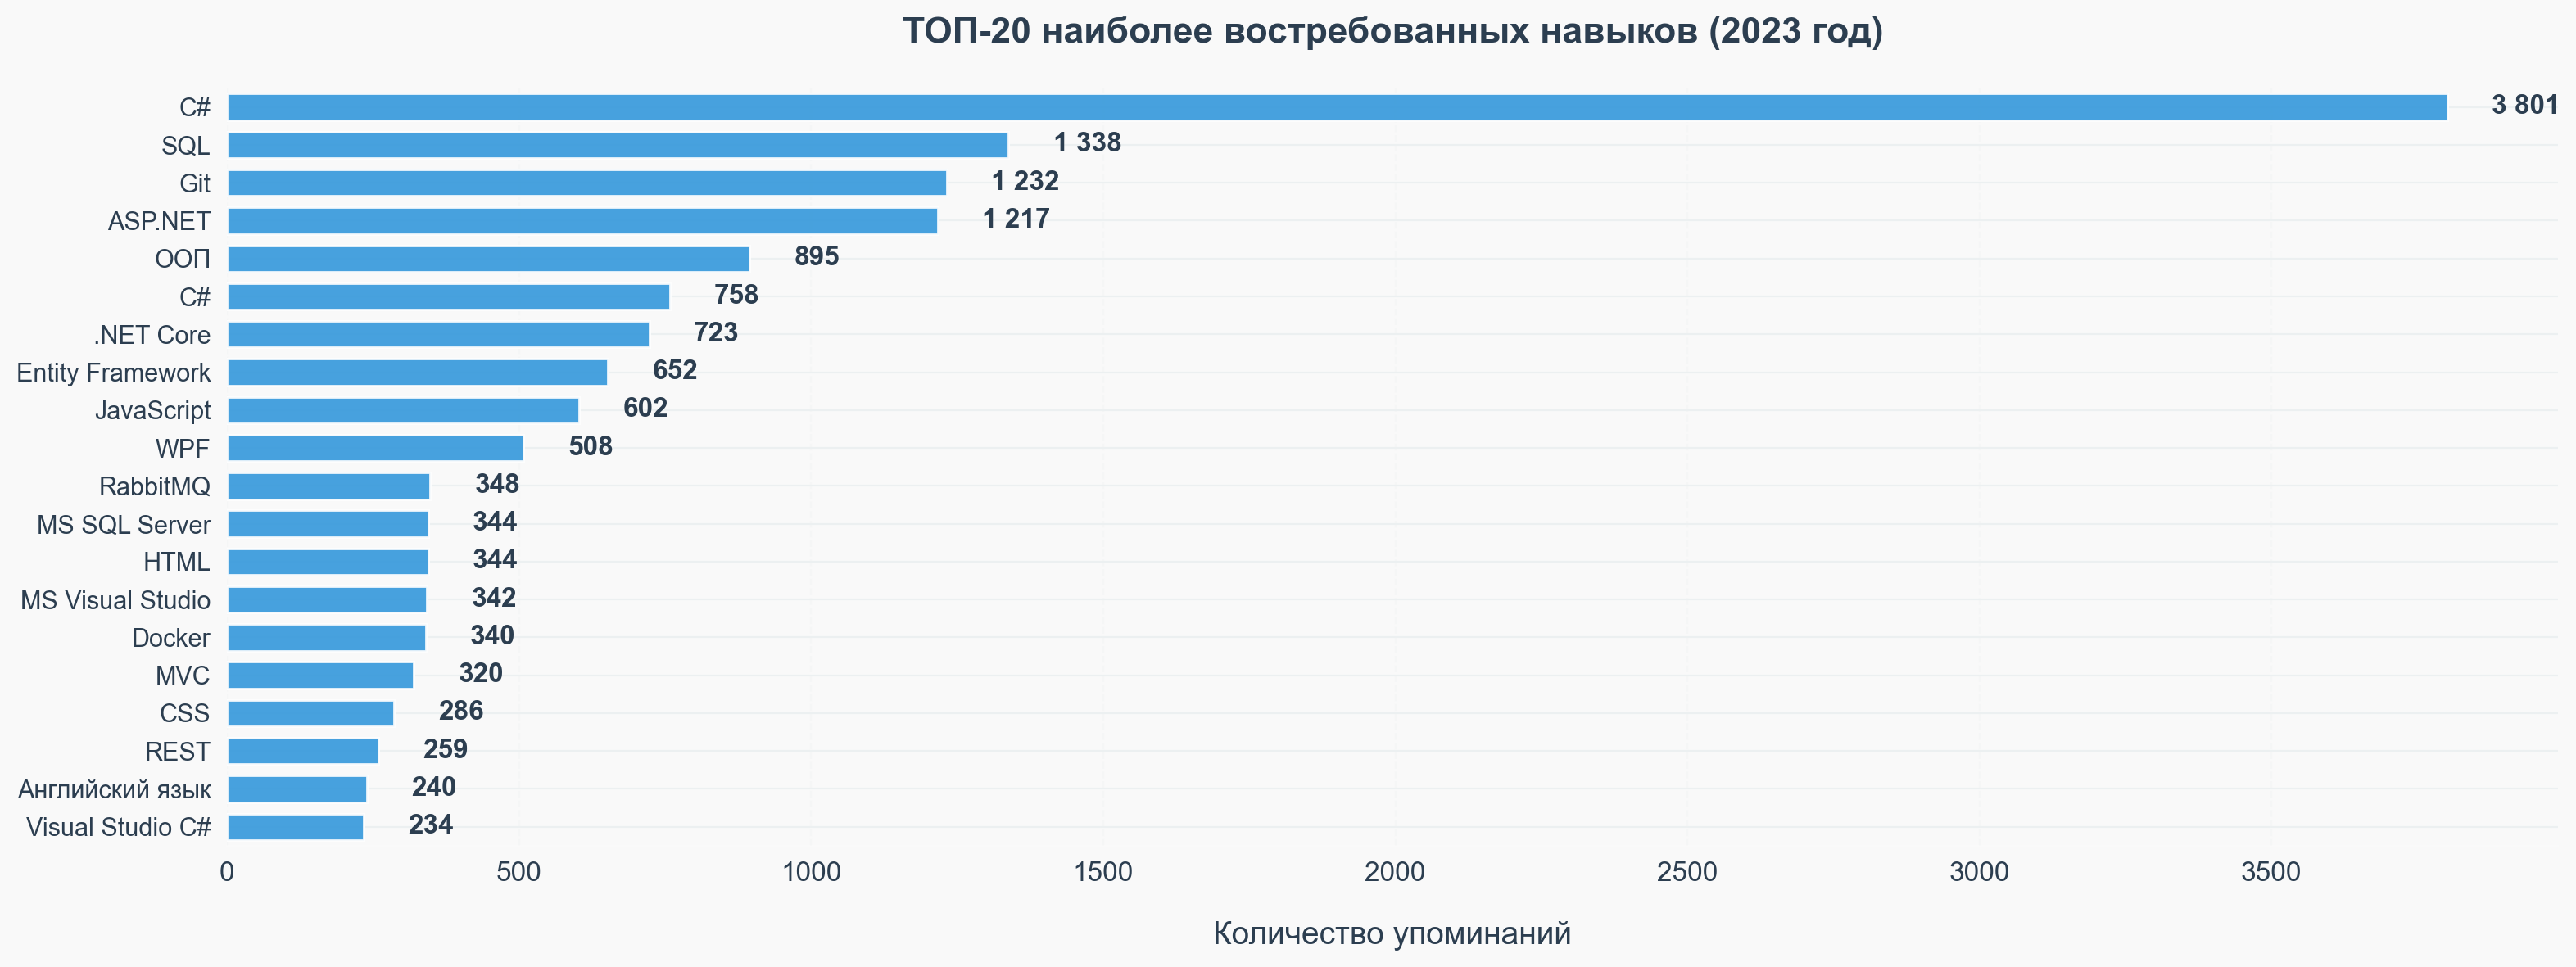 ТОП-20 наиболее востребованных навыков (2023 год)
C# 3 801
SQL 1 338
Git 1 232
ASP.NET 1 217
ООП 895
C# 758
.NET Core 723
Entity Framework 652
JavaScript 602
WPF 508
RabbitMQ 348
MS SQL Server 344
HTML 344
MS Visual Studio 342
Docker 340
MVC 320
CSS 286
REST 259
Английский язык 240
Visual Studio C# 234
0 500 1000 1500 2000 2500 3000 3500
Количество упоминаний